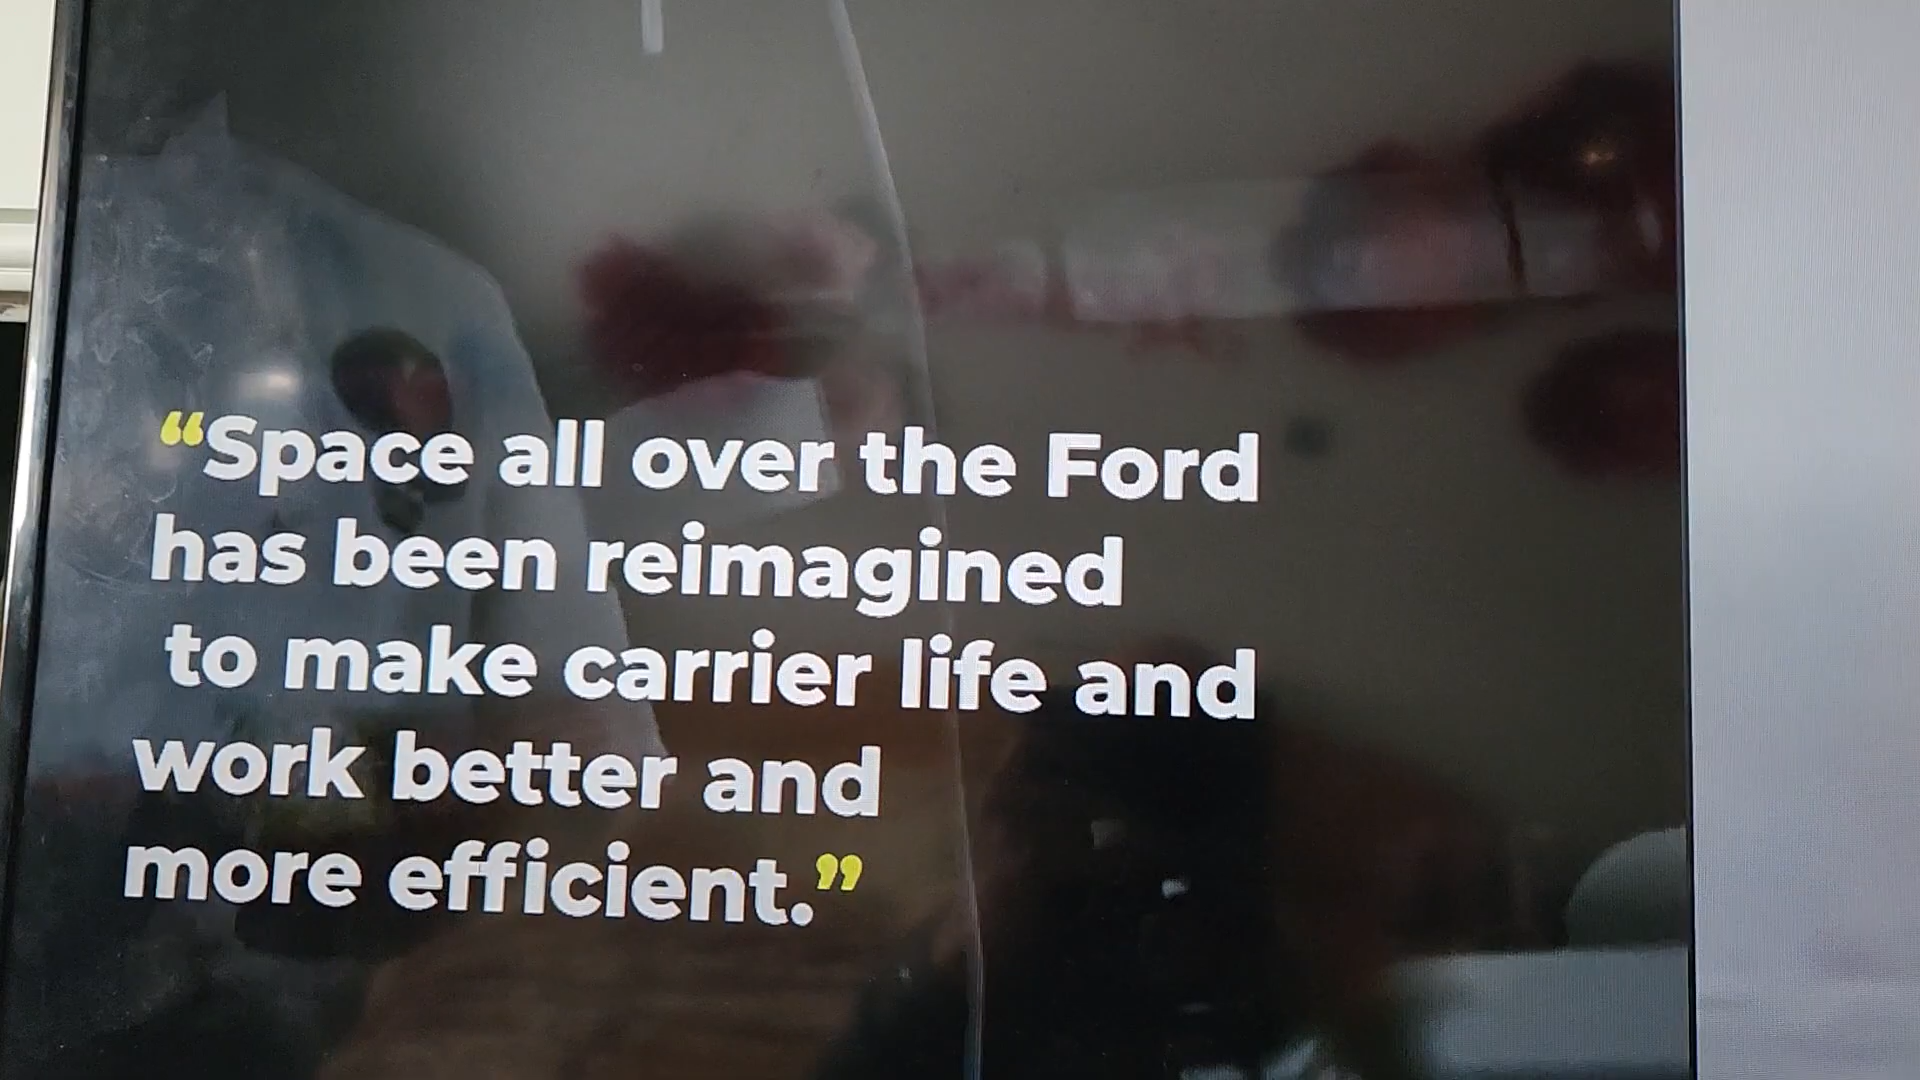 “Space all over the Ford
has been reimagined
to make carrier life and
work better and
more efficient.”